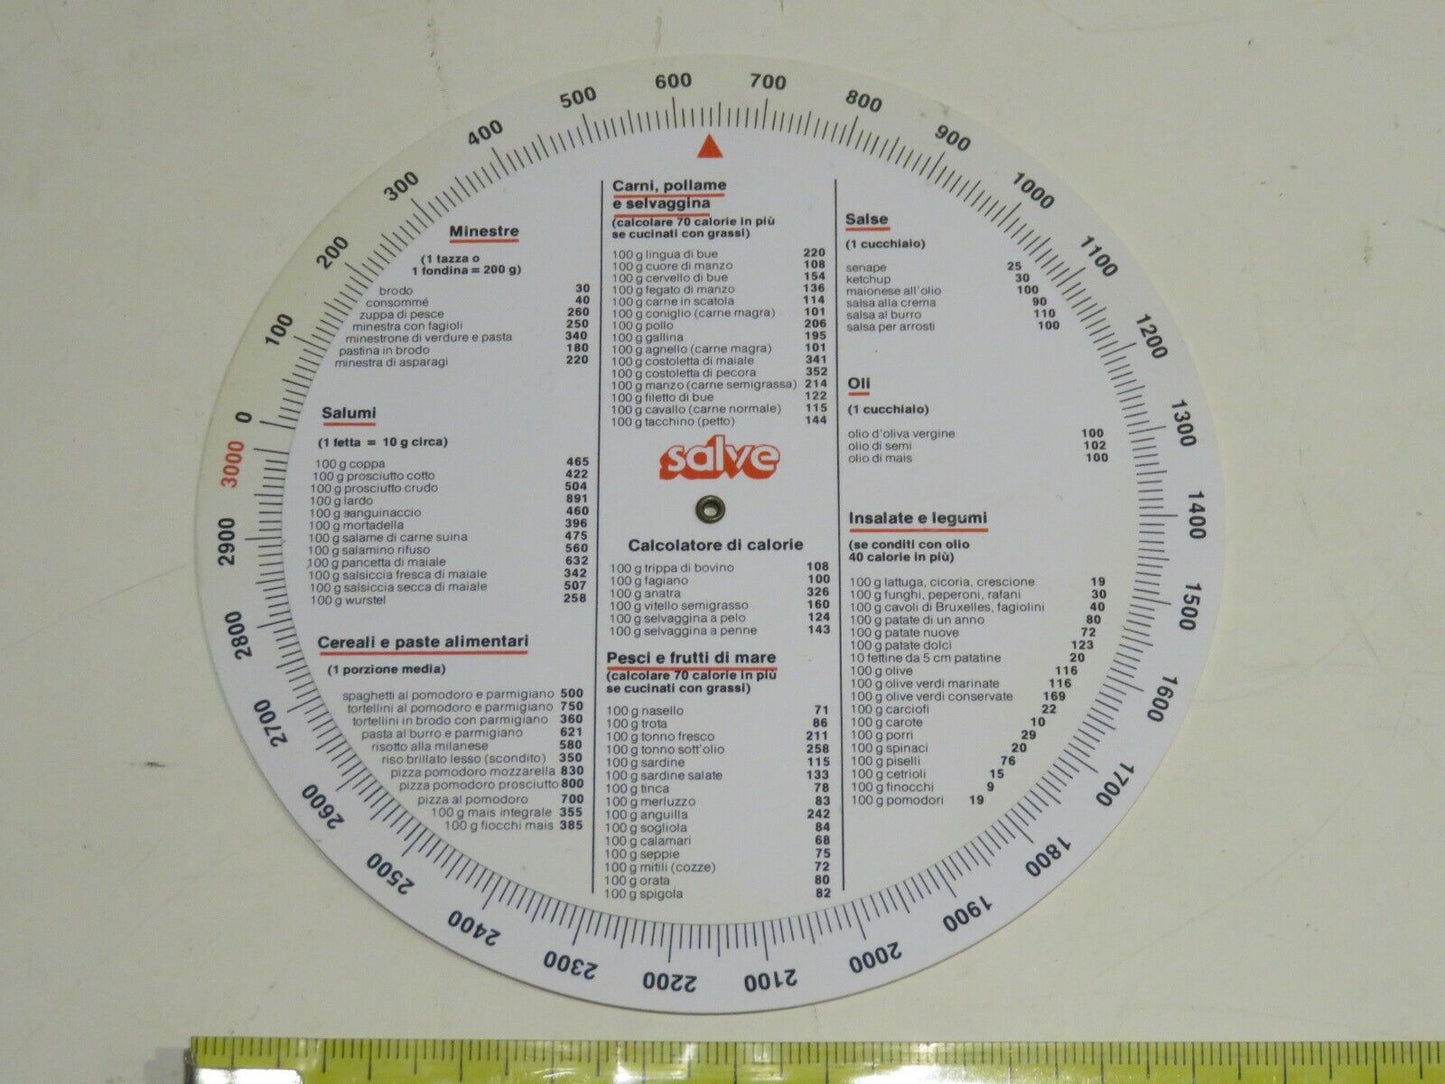 0
100
200
300
400
500
600
700
800
900
1000
1100
1200
1300
1400
1500
1600
1700
1800
1900
2000
2100
2200
2300
2400
2500
2600
2700
2800
2900
3000
Minestre
(1 tazza o
1 fondina = 200 g)
brodo 30
consommé 40
zuppa di pesce 260
minestra con fagioli 250
minestrone di verdure e pasta 340
pastina in brodo 180
minestra di asparagi 220
Salumi
(1 fetta = 10 g circa)
100 g coppa 465
100 g prosciutto cotto 422
100 g prosciutto crudo 504
100 g lardo 891
100 g sanguinaccio 460
100 g mortadella 396
100 g salame di carne suina 475
100 g salamino rifuso 560
100 g pancetta di maiale 632
100 g salsiccia fresca di maiale 342
100 g salsiccia secca di maiale 507
100 g wurstel 258
Cereali e paste alimentari
(1 porzione media)
spaghetti al pomodoro e parmigiano 500
tortellini al pomodoro e parmigiano 750
tortellini in brodo con parmigiano 360
pasta al burro e parmigiano 621
risotto alla milanese 580
riso brillato lesso (scondito) 350
pizza pomodoro mozzarella 830
pizza pomodoro prosciutto 800
pizza al pomodoro 700
100 g mais integrale 355
100 g fiocchi mais 385
Carni, pollame
e selvaggina
(calcolare 70 calorie in più
se cucinati con grassi)
100 g lingua di bue 220
100 g cuore di manzo 108
100 g cervello di bue 154
100 g fegato di manzo 136
100 g carne in scatola 114
100 g coniglio (carne magra) 101
100 g pollo 206
100 g gallina 195
100 g agnello (carne magra) 101
100 g costoletta di maiale 341
100 g costoletta di pecora 352
100 g manzo (carne semigrassa) 214
100 g filetto di bue 122
100 g cavallo (carne normale) 115
100 g tacchino (petto) 144
salve
Calcolatore di calorie
100 g trippa di bovino 108
100 g fagiano 100
100 g anatra 326
100 g vitello semigrasso 160
100 g selvaggina a pelo 124
100 g selvaggina a penne 143
Pesci e frutti di mare
(calcolare 70 calorie in più
se cucinati con grassi)
100 g nasello 71
100 g trota 86
100 g tonno fresco 211
100 g tonno sott'olio 258
100 g sardine 115
100 g sardine salate 133
100 g tinca 78
100 g merluzzo 83
100 g anguilla 242
100 g sogliola 84
100 g calamari 68
100 g seppie 75
100 g mitili (cozze) 72
100 g orata 80
100 g spigola 82
Salse
(1 cucchiaio)
senape 25
ketchup 30
maionese all'olio 100
salsa alla crema 90
salsa al burro 110
salsa per arrosti 100
Oli
(1 cucchiaio)
olio d'oliva vergine 100
olio di semi 102
olio di mais 100
Insalate e legumi
(se conditi con olio
40 calorie in più)
100 g lattuga, cicoria, crescione 19
100 g funghi, peperoni, rafani 30
100 g cavoli di Bruxelles, fagiolini 40
100 g patate di un anno 80
100 g patate nuove 72
100 g patate dolci 123
10 fettine da 5 cm patatine 20
100 g olive 116
100 g olive verdi marinate 116
100 g olive verdi conservate 169
100 g carciofi 22
100 g carote 10
100 g porri 29
100 g spinaci 20
100 g piselli 76
100 g cetrioli 15
100 g finocchi 9
100 g pomodori 19